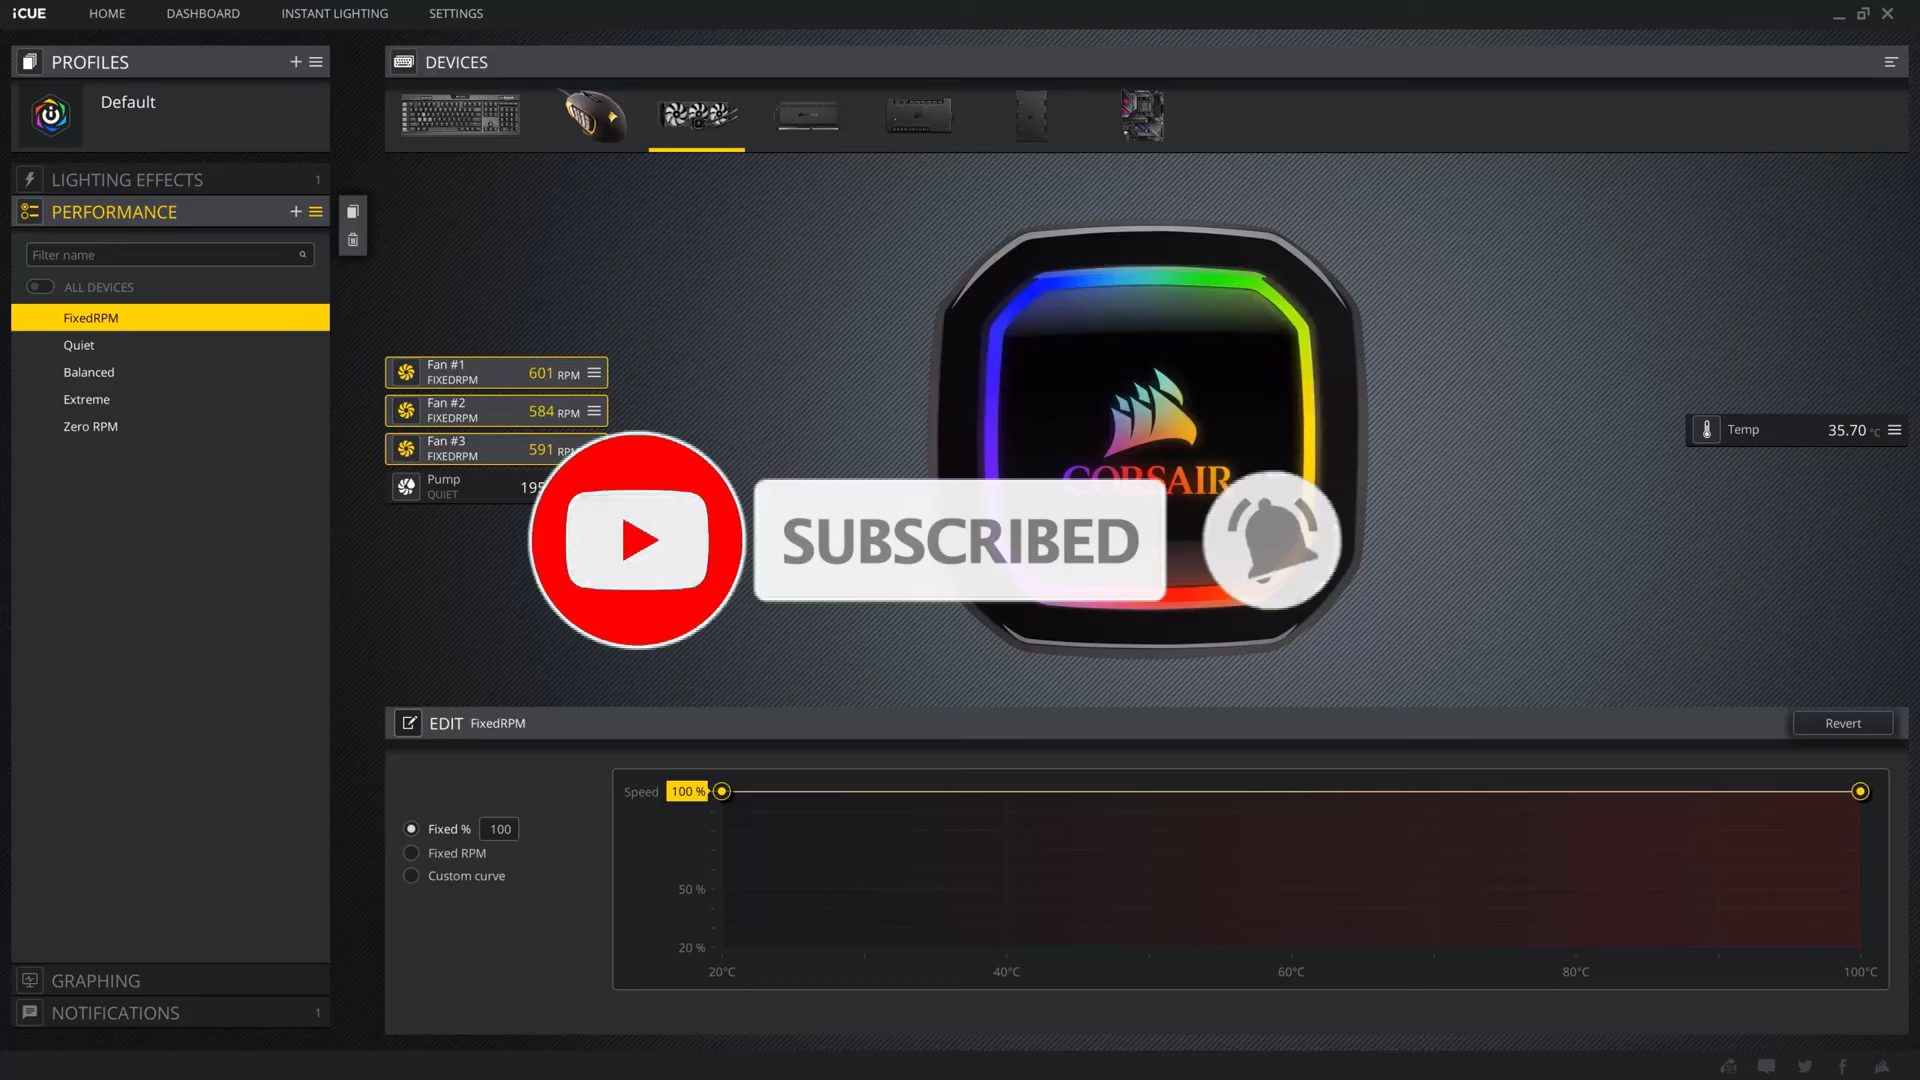 iCUE HOME DASHBOARD INSTANT LIGHTING SETTINGS
PROFILES
Default
LIGHTING EFFECTS 1
PERFORMANCE
Filter name
ALL DEVICES
FixedRPM
Quiet
Balanced
Extreme
Zero RPM
GRAPHING
NOTIFICATIONS 1
DEVICES
Fan #1
FIXEDRPM 601 RPM
Fan #2
FIXEDRPM 584 RPM
Fan #3
FIXEDRPM 591 RPM
Pump
QUIET
CORSAIR
Temp 35.70 °C
SUBSCRIBED
EDIT FixedRPM Revert
Fixed % 100
Fixed RPM
Custom curve
Speed 100 %
50 %
20 %
20°C 40°C 60°C 80°C 100°C